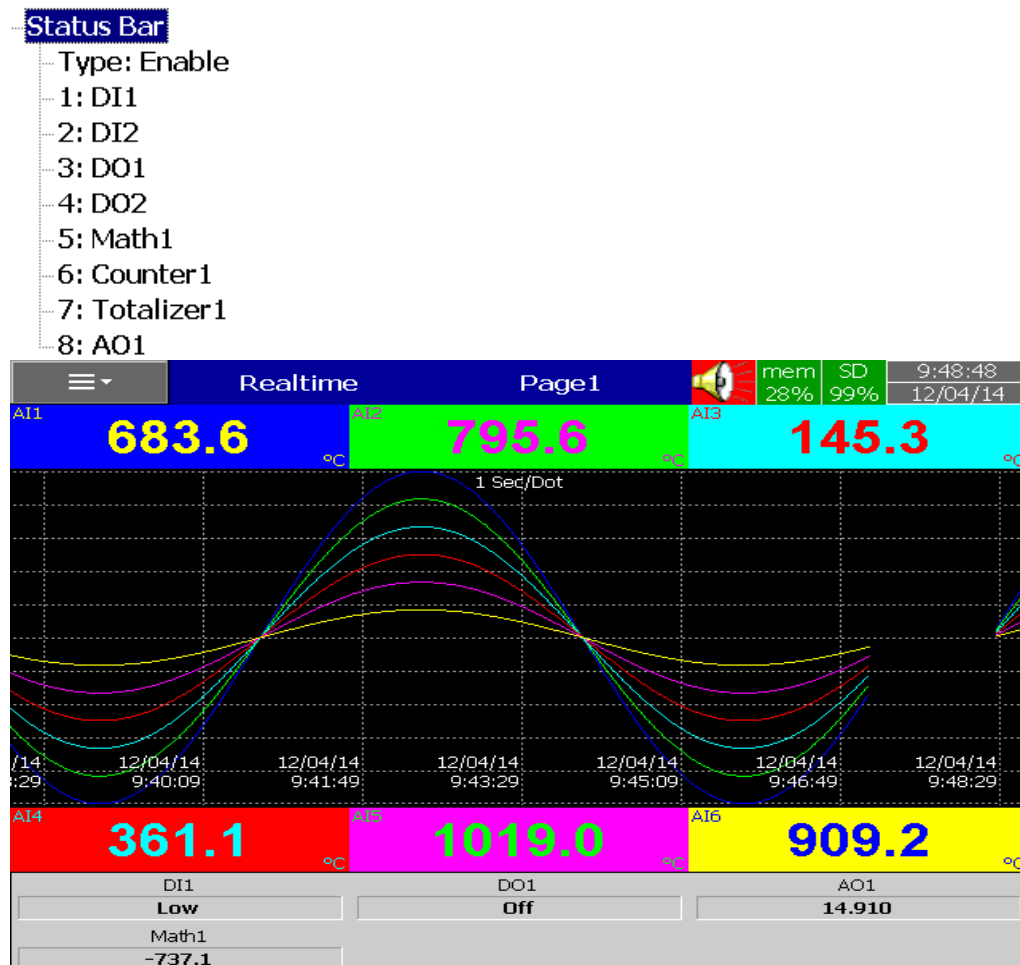 Status Bar
Type: Enable
1: DI1
2: DI2
3: DO1
4: DO2
5: Math1
6: Counter1
7: Totalizer1
8: AO1
Realtime Page1 mem 28% SD 99% 9:48:48 12/04/14
AI1 683.6 °C
AI2 795.6 °C
AI3 145.3 °C
1 Sec/Dot
/14 12/04/14 12/04/14 12/04/14 12/04/14 12/04/14 12/04/14
:29 9:40:09 9:41:49 9:43:29 9:45:09 9:46:49 9:48:29
AI4 361.1 °C
AI5 1019.0 °C
AI6 909.2 °C
DI1 DO1 AO1
Low Off 14.910
Math1
-737.1